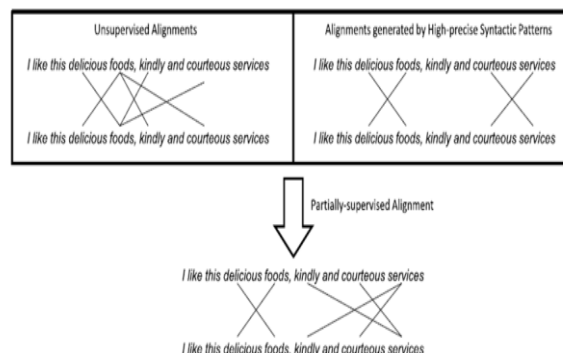 Unsupervised Alignments
I like this delicious foods, kindly and courteous services
I like this delicious foods, kindly and courteous services
Alignments generated by High-precise Syntactic Patterns
I like this delicious foods, kindly and courteous services
I like this delicious foods, kindly and courteous services
Partially-supervised Alignment
I like this delicious foods, kindly and courteous services
I like this delicious foods, kindly and courteous services